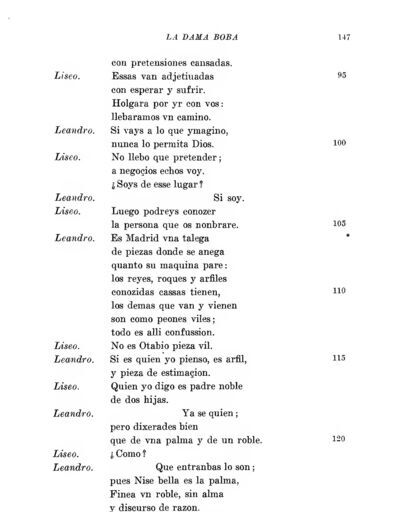 LA DAMA BOBA 147
con pretensiones cansadas.
Liseo. Essas van adjetiuadas 95
con esperar y sufrir.
Holgara por yr con vos:
llebaramos vn camino.
Leandro. Si vays a lo que ymagino,
nunca lo permita Dios. 100
Liseo. No llebo que pretender;
a negoçios echos voy.
¿Soys de ese lugar?
Leandro. Si soy.
Liseo. Luego podreys conozer
la persona que os nonbrare. 105
Leandro. Es Madrid vna talega *
de piezas donde se anega
quanto su maquina pare:
los reyes, roques y arfiles
conozidas cassas tienen, 110
los demas que van y vienen
son como peones viles;
todo es alli confussion.
Liseo. No es Otabio pieza vil.
Leandro. Si es quien yo pienso, es arfil, 115
y pieza de estimaçion.
Liseo. Quien yo digo es padre noble
de dos hijas.
Leandro. Ya se quien;
pero dixerades bien
que de vna palma y de un roble. 120
Liseo. ¿Como?
Leandro. Que entranbas lo son;
pues Nise bella es la palma,
Finea vn roble, sin alma
y discurso de razon.